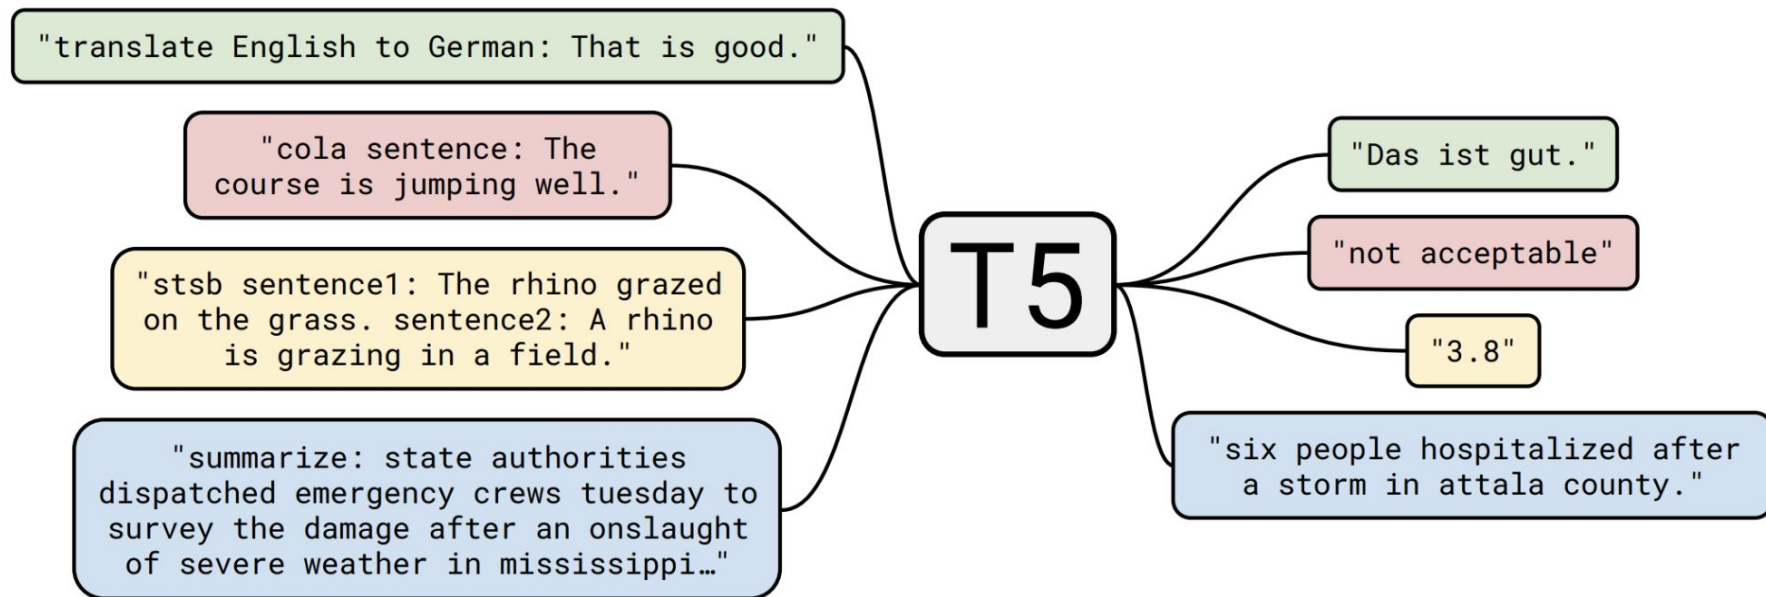 "translate English to German: That is good."
"cola sentence: The
course is jumping well."
"stsb sentence1: The rhino grazed
on the grass. sentence2: A rhino
is grazing in a field."
"summarize: state authorities
dispatched emergency crews tuesday to
survey the damage after an onslaught
of severe weather in mississippi…"
T5
"Das ist gut."
"not acceptable"
"3.8"
"six people hospitalized after
a storm in attala county."